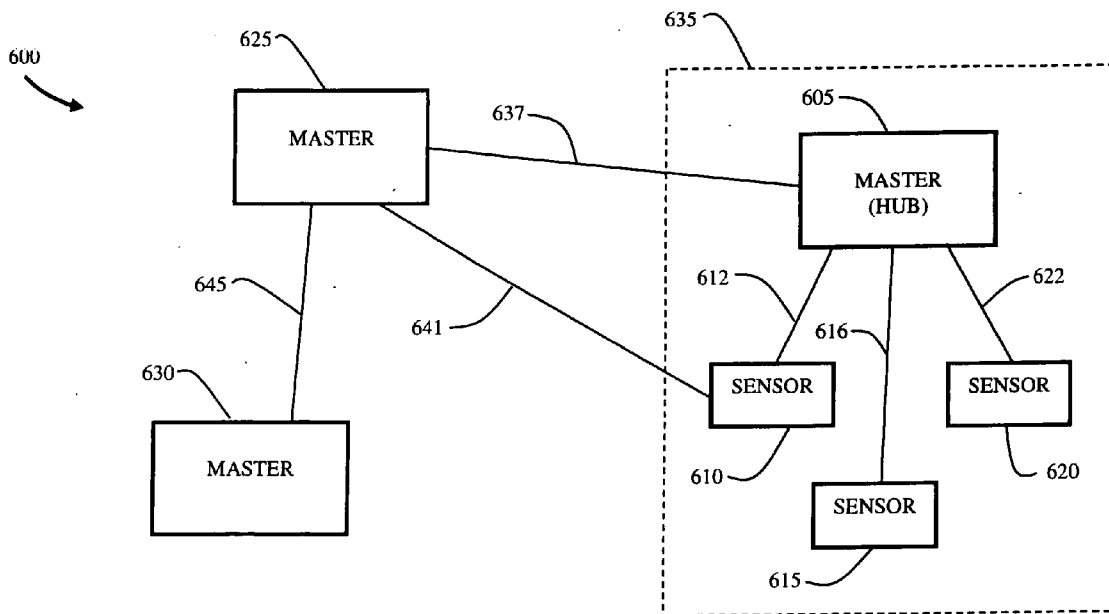 600
625
635
605
MASTER
637
MASTER
(HUB)
645
641
612
616
622
630
SENSOR
SENSOR
MASTER
610
620
SENSOR
615